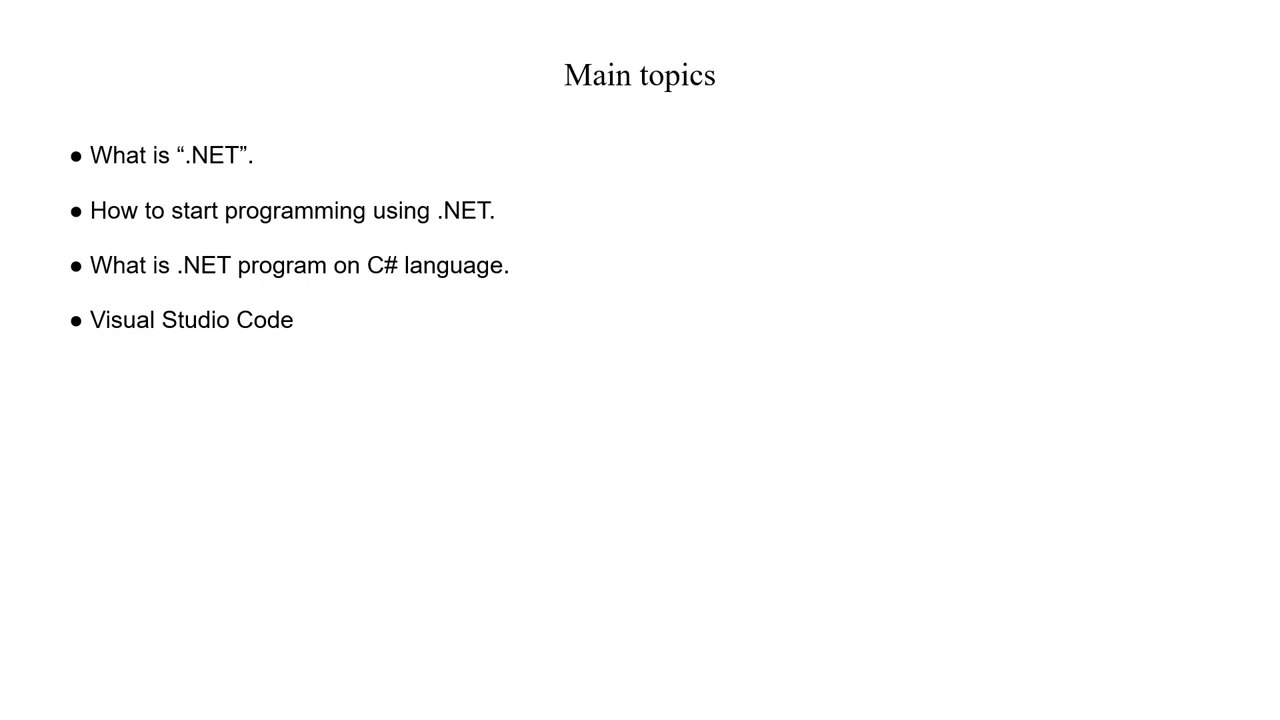 Main topics
● What is “.NET”.
● How to start programming using .NET.
● What is .NET program on C# language.
● Visual Studio Code